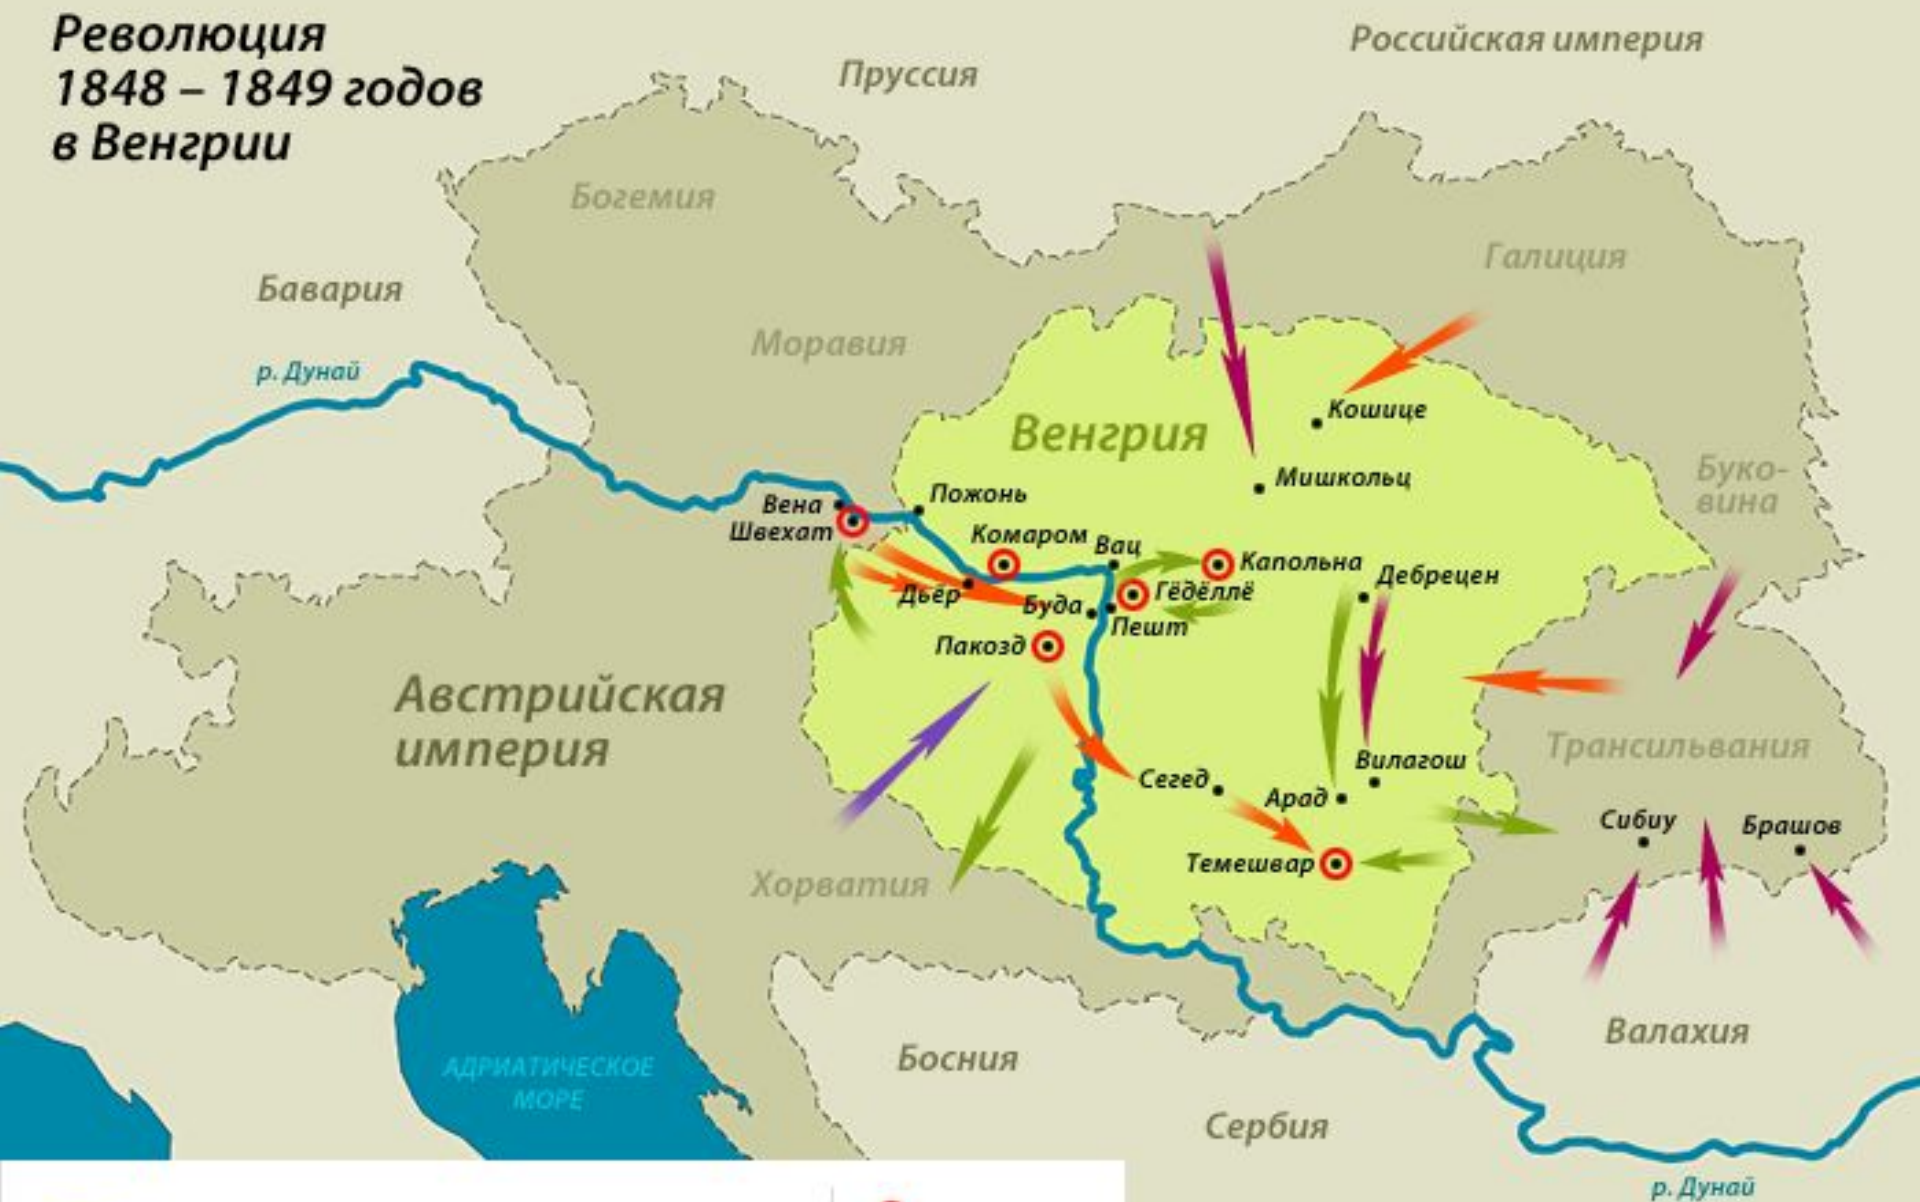 Революция
1848 – 1849 годов
в Венгрии
Пруссия
Российская империя
Богемия
Галиция
Бавария
Моравия
р. Дунай
Кошице
Венгрия
Мишкольц
Буко-
вина
Пожонь
Вена
Швехат
Комаром
Вац
Капольна
Дебрецен
Дьёр
Буда
Гёдёллё
Пешт
Пакозд
Австрийская
империя
Трансильвания
Вилагош
Сегед
Арад
Сибиу
Брашов
Темешвар
Хорватия
Валахия
Босния
АДРИАТИЧЕСКОЕ
МОРЕ
Сербия
р. Дунай